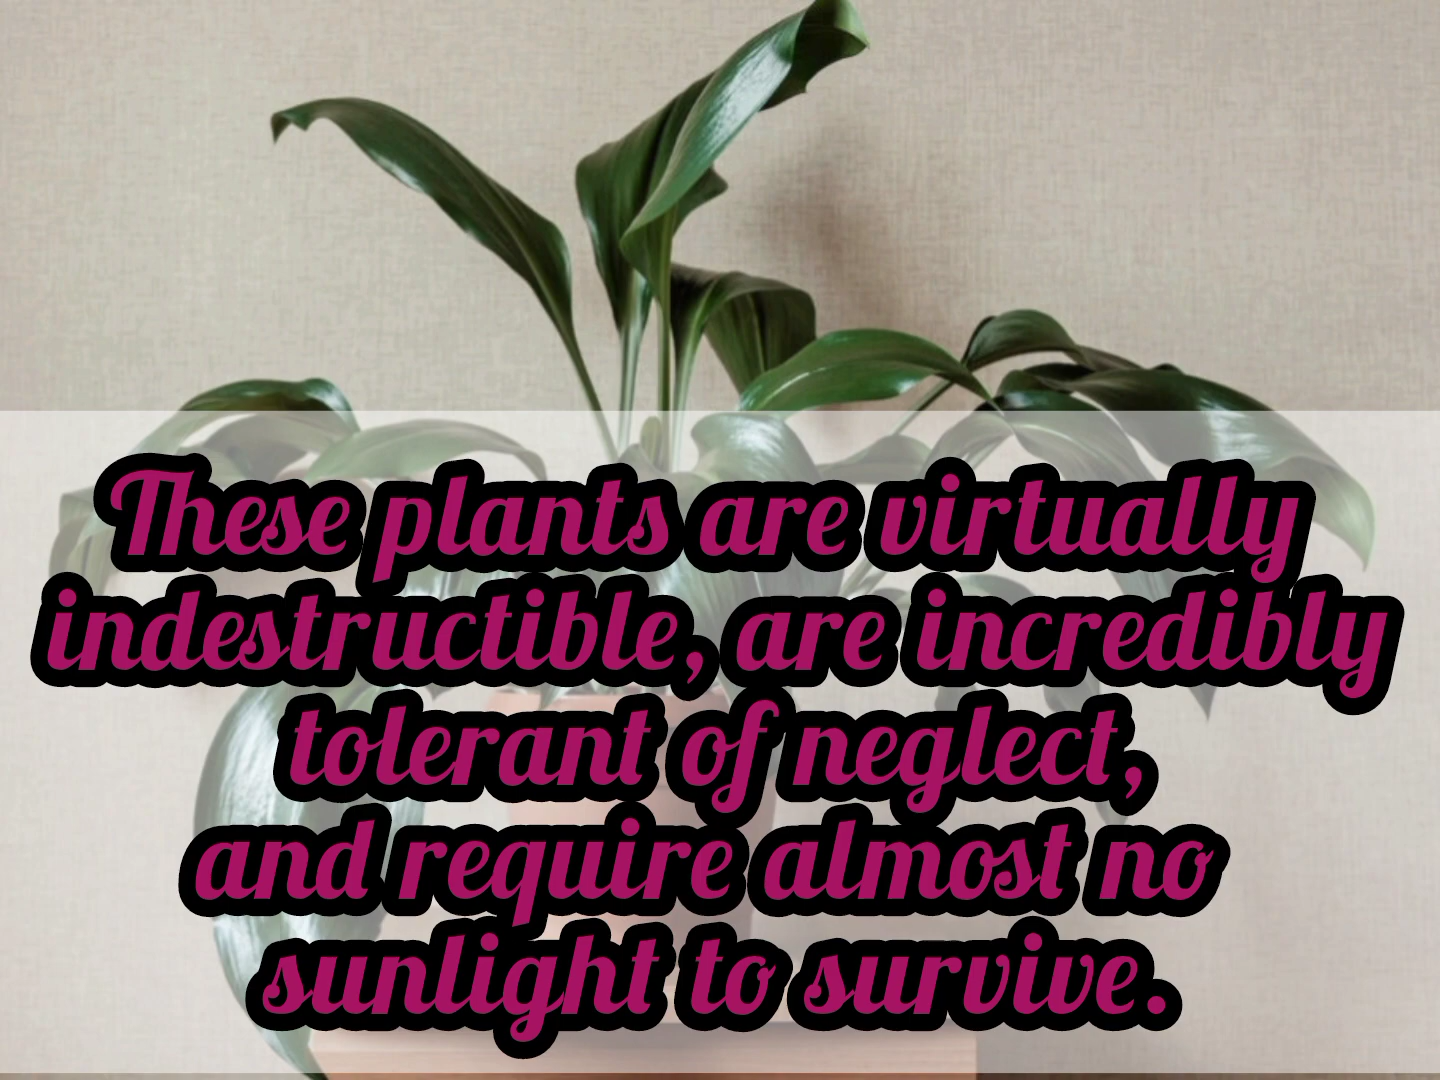 These plants are virtually
indestructible, are incredibly
tolerant of neglect,
and require almost no
sunlight to survive.